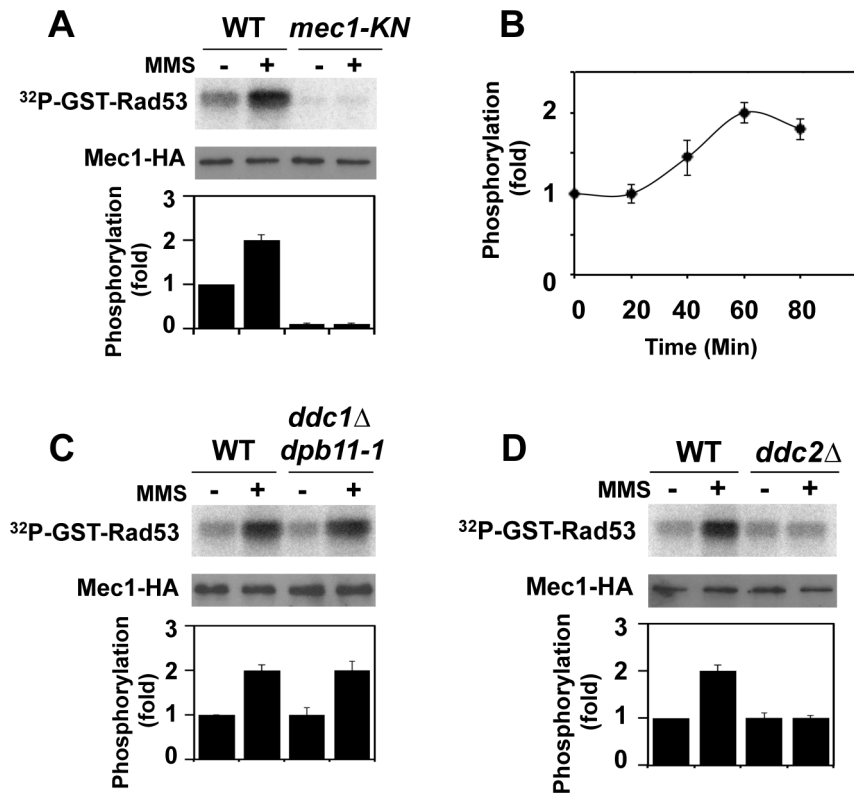 A
WT mec1-KN
MMS - + - +
³²P-GST-Rad53
Mec1-HA
Phosphorylation
(fold)
3
2
1
0
B
Phosphorylation
(fold)
2
1
0
0 20 40 60 80
Time (Min)
C
WT ddc1Δ
dpb11-1
MMS - + - +
³²P-GST-Rad53
Mec1-HA
Phosphorylation
(fold)
3
2
1
0
D
WT ddc2Δ
MMS - + - +
³²P-GST-Rad53
Mec1-HA
Phosphorylation
(fold)
3
2
1
0